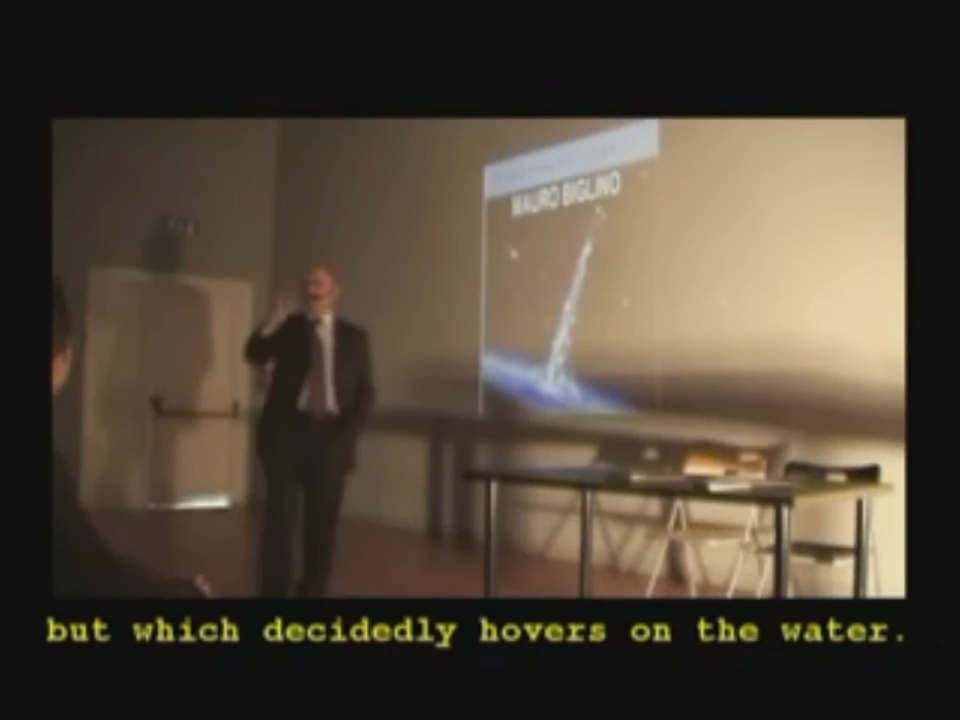 MAURO BIGLINO
but which decidedly hovers on the water.